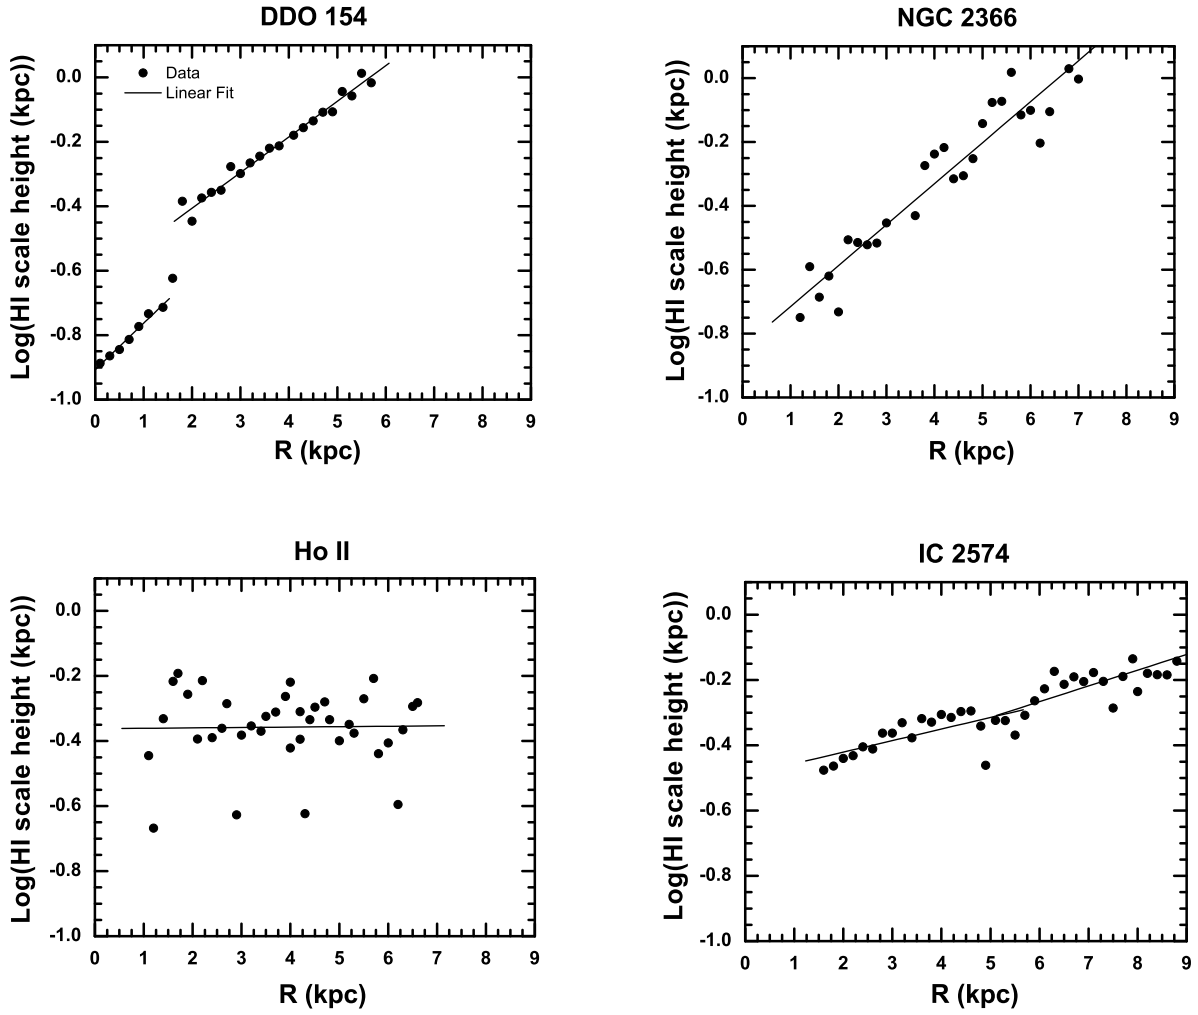 DDO 154
Log(HI scale height (kpc))
0.0
-0.2
-0.4
-0.6
-0.8
-1.0
Data
Linear Fit
0 1 2 3 4 5 6 7 8 9
R (kpc)
NGC 2366
Log(HI scale height (kpc))
0.0
-0.2
-0.4
-0.6
-0.8
-1.0
0 1 2 3 4 5 6 7 8 9
R (kpc)
Ho II
Log(HI scale height (kpc))
0.0
-0.2
-0.4
-0.6
-0.8
-1.0
0 1 2 3 4 5 6 7 8 9
R (kpc)
IC 2574
Log(HI scale height (kpc))
0.0
-0.2
-0.4
-0.6
-0.8
-1.0
0 1 2 3 4 5 6 7 8 9
R (kpc)